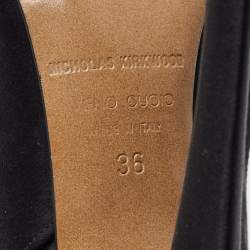 NICHOLAS KIRKWOOD
VERO CUOIO
MADE IN ITALY
36